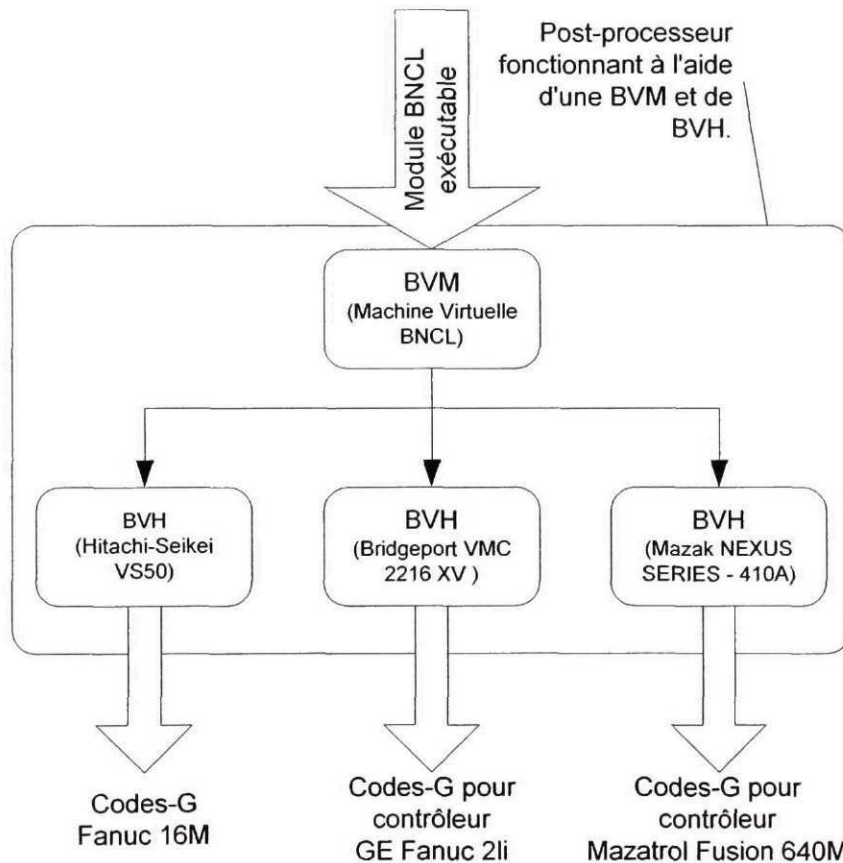 Module BNCL
exécutable
Post-processeur
fonctionnant à l'aide
d'une BVM et de
BVH.
BVM
(Machine Virtuelle
BNCL)
BVH
(Hitachi-Seikei
VS50)
BVH
(Bridgeport VMC
2216 XV )
BVH
(Mazak NEXUS
SERIES - 410A)
Codes-G
Fanuc 16M
Codes-G pour
contrôleur
GE Fanuc 2li
Codes-G pour
contrôleur
Mazatrol Fusion 640M